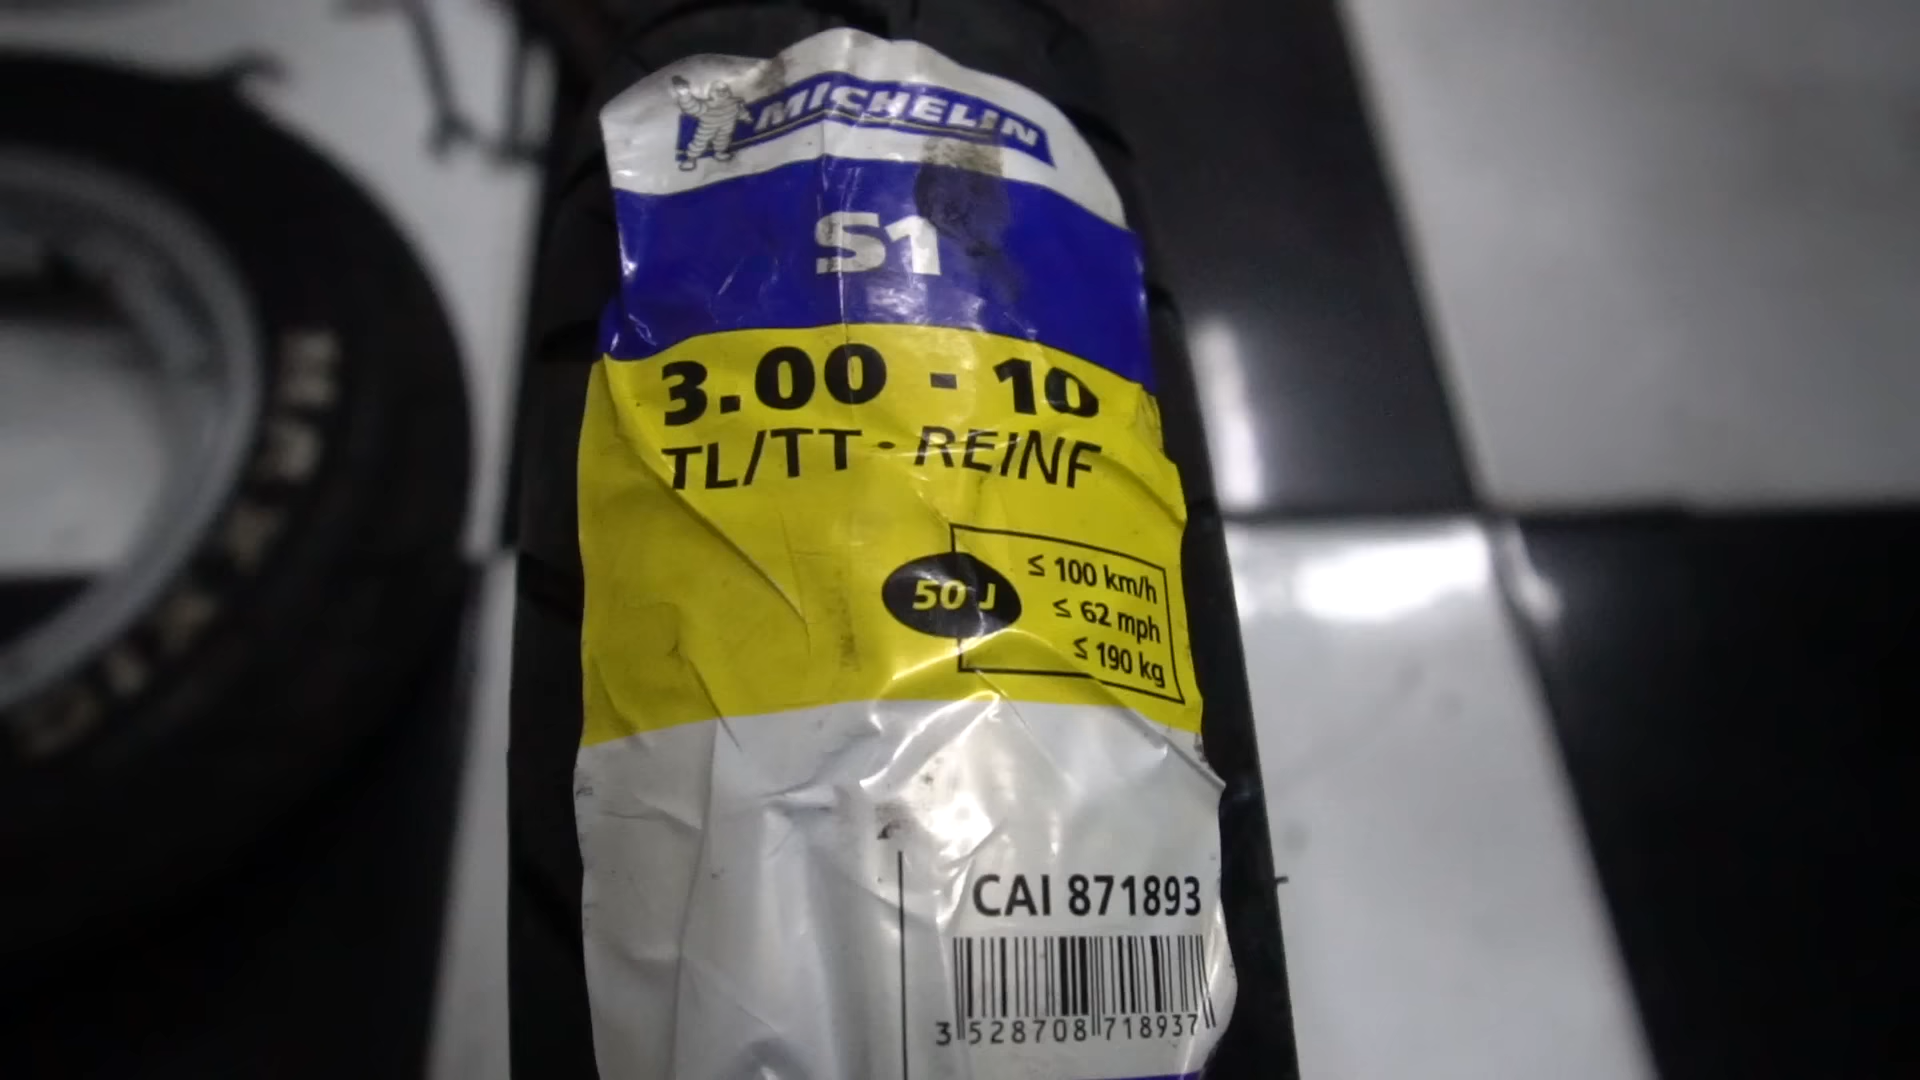 MICHELIN
S1
3.00 - 10
TL/TT · REINF
50 J
≤ 100 km/h
≤ 62 mph
≤ 190 kg
CAI 871893
3 528708 718937